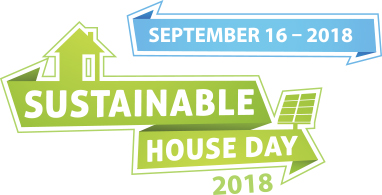 SEPTEMBER 16 – 2018
SUSTAINABLE
HOUSE DAY
2018